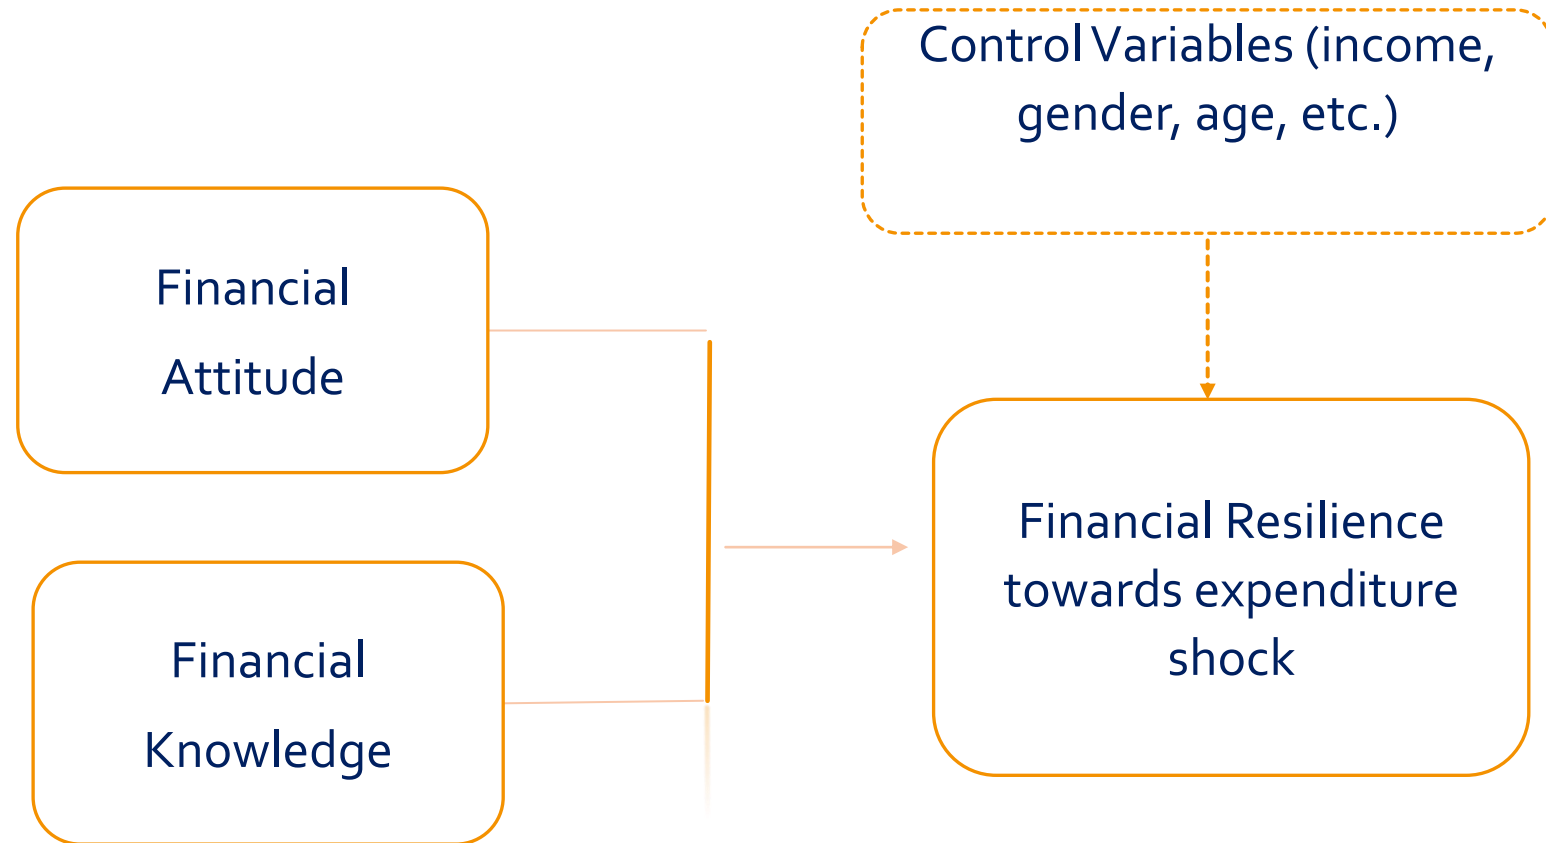 Control Variables (income,
gender, age, etc.)
Financial
Attitude
Financial
Knowledge
Financial Resilience
towards expenditure
shock